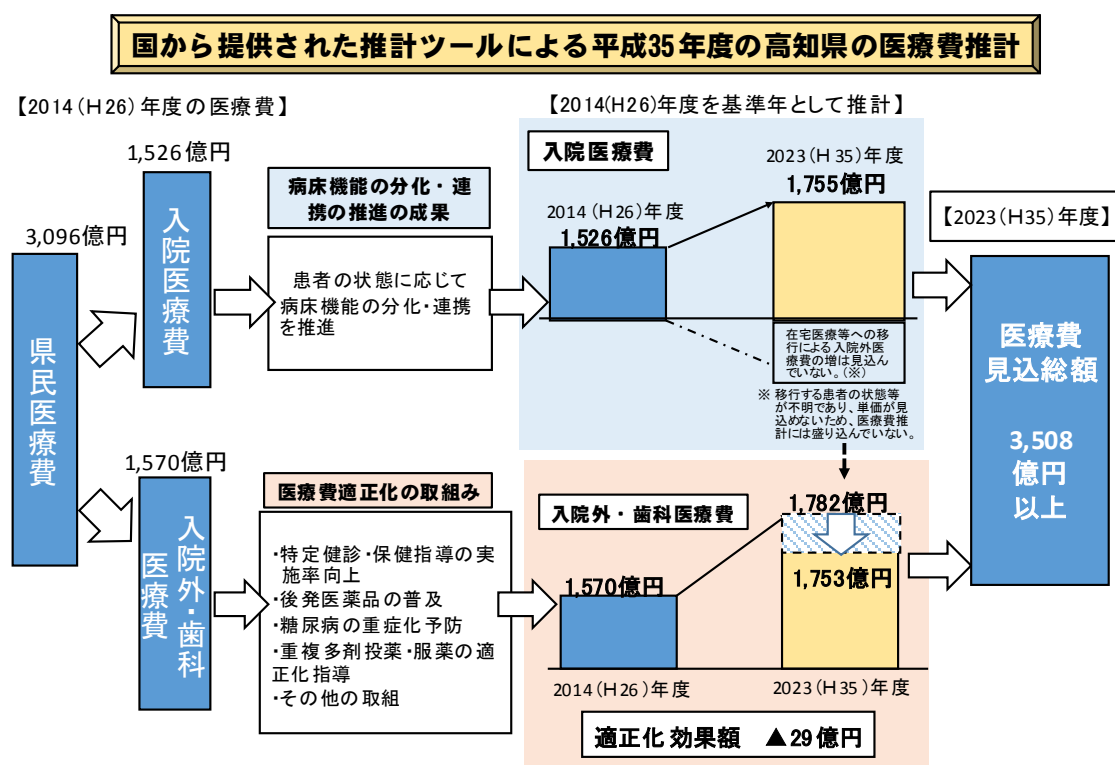 国から提供された推計ツールによる平成35年度の高知県の医療費推計
【2014(H26)年度の医療費】
3,096億円
県民医療費
1,526億円
入院医療費
病床機能の分化・連
携の推進の成果
患者の状態に応じて
病床機能の分化・連携
を推進
1,570億円
入院外・歯科
医療費
医療費適正化の取組み
・特定健診・保健指導の実
施率向上
・後発医薬品の普及
・糖尿病の重症化予防
・重複多剤投薬・服薬の適
正化指導
・その他の取組
【2014(H26)年度を基準年として推計】
入院医療費
2014(H26)年度
1,526億円
2023(H35)年度
1,755億円
在宅医療等への移
行による入院外医
療費の増は見込ん
でいない。(※)
※ 移行する患者の状態等
が不明であり、単価が見
込めないため、医療費推
計には盛り込んでいない。
入院外・歯科医療費
1,570億円
2014(H26)年度
1,782億円
1,753億円
2023(H35)年度
適正化効果額 ▲29億円
【2023(H35)年度】
医療費
見込総額
3,508
億円
以上